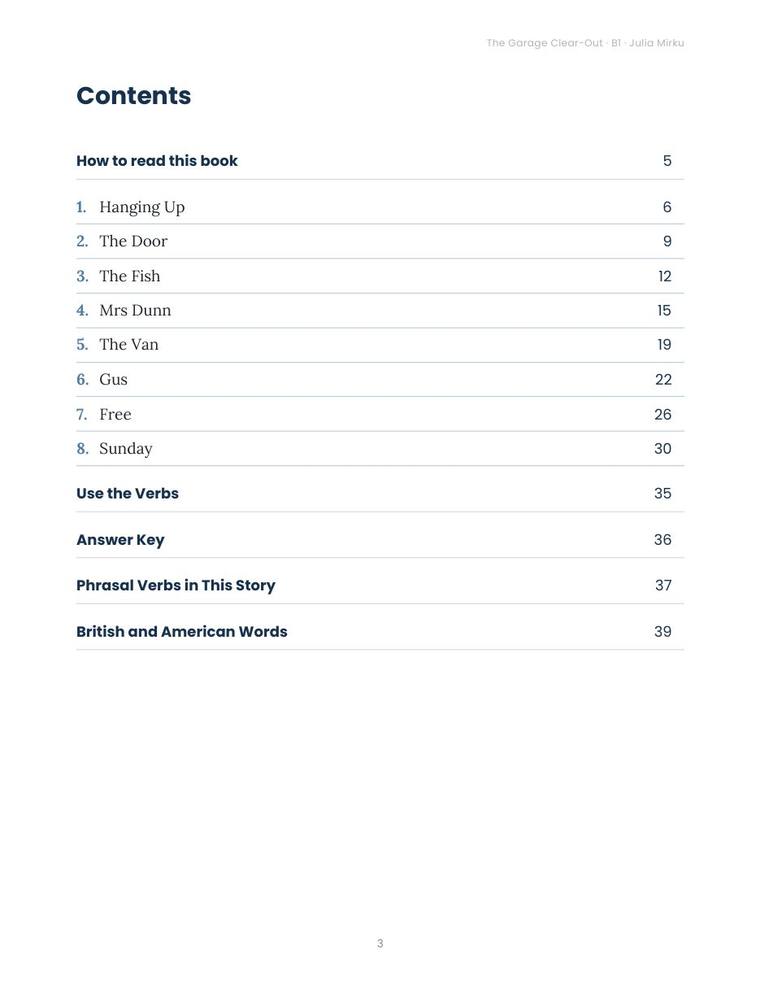 The Garage Clear-Out · B1 · Julia Mirku
Contents
How to read this book 5
1. Hanging Up 6
2. The Door 9
3. The Fish 12
4. Mrs Dunn 15
5. The Van 19
6. Gus 22
7. Free 26
8. Sunday 30
Use the Verbs 35
Answer Key 36
Phrasal Verbs in This Story 37
British and American Words 39
3